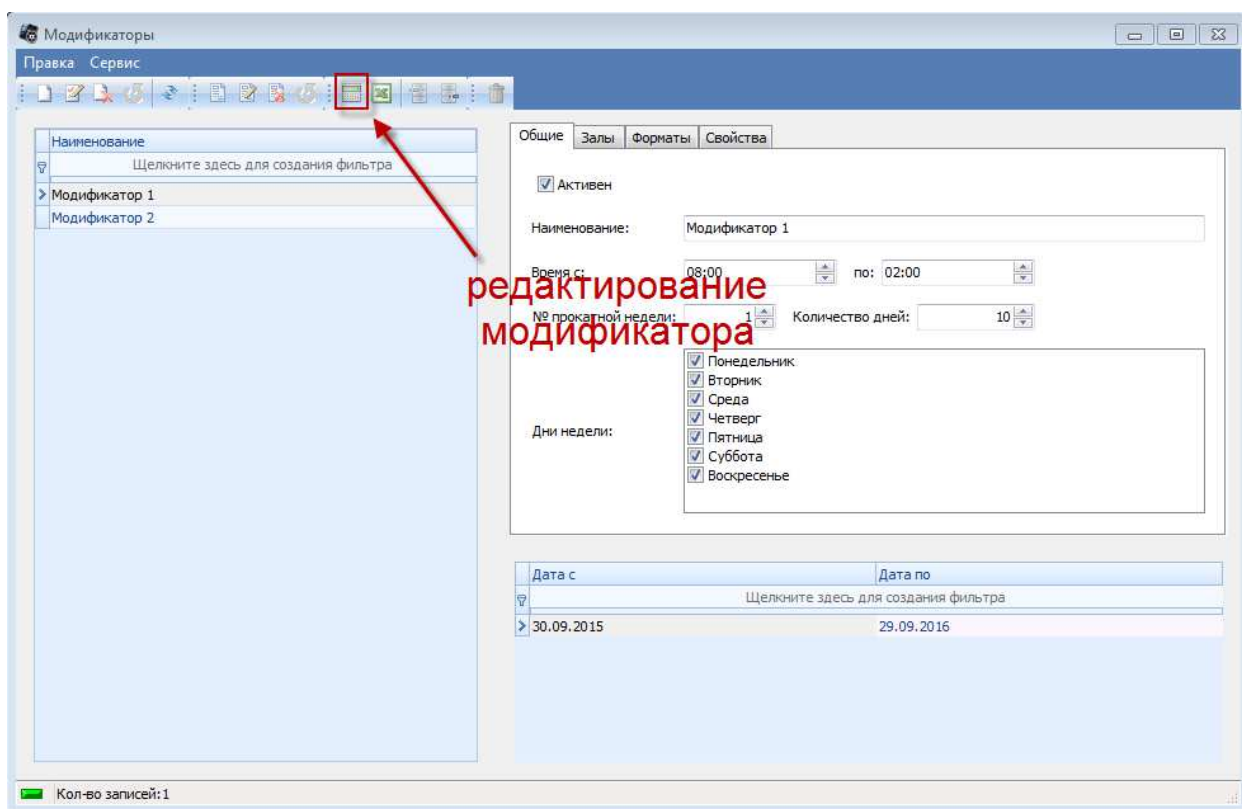 Модификаторы
Правка Сервис
Наименование
Щелкните здесь для создания фильтра
Модификатор 1
Модификатор 2
Общие Залы Форматы Свойства
Активен
Наименование: Модификатор 1
Время с: 08:00 по: 02:00
редактирование
№ прокатной недели: 1 Количество дней: 10
модификатора
Понедельник
Вторник
Среда
Четверг
Дни недели:
Пятница
Суббота
Воскресенье
Дата с Дата по
Щелкните здесь для создания фильтра
30.09.2015 29.09.2016
Кол-во записей:1